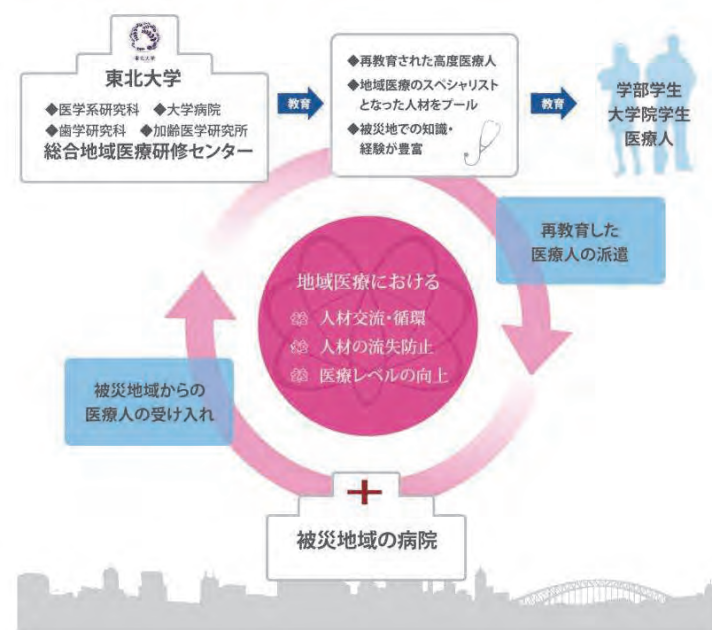 東北大学
東北大学
◆医学系研究科 ◆大学病院
◆歯学研究科 ◆加齢医学研究所
総合地域医療研修センター
教育
◆再教育された高度医療人
◆地域医療のスペシャリスト
となった人材をプール
◆被災地での知識・
経験が豊富
教育
学部学生
大学院学生
医療人
再教育した
医療人の派遣
地域医療における
人材交流・循環
人材の流失防止
医療レベルの向上
被災地域からの
医療人の受け入れ
被災地域の病院